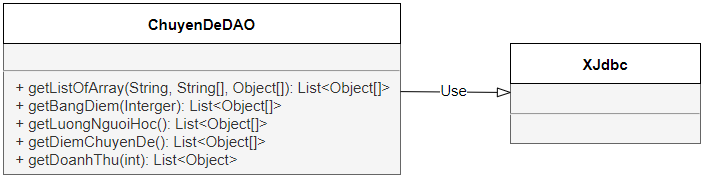 ChuyenDeDAO
+ getListOfArray(String, String[], Object[]): List<Object[]>
+ getBangDiem(Interger): List<Object[]>
+ getLuongNguoiHoc(): List<Object[]>
+ getDiemChuyenDe(): List<Object[]>
+ getDoanhThu(int): List<Object>
Use
XJdbc